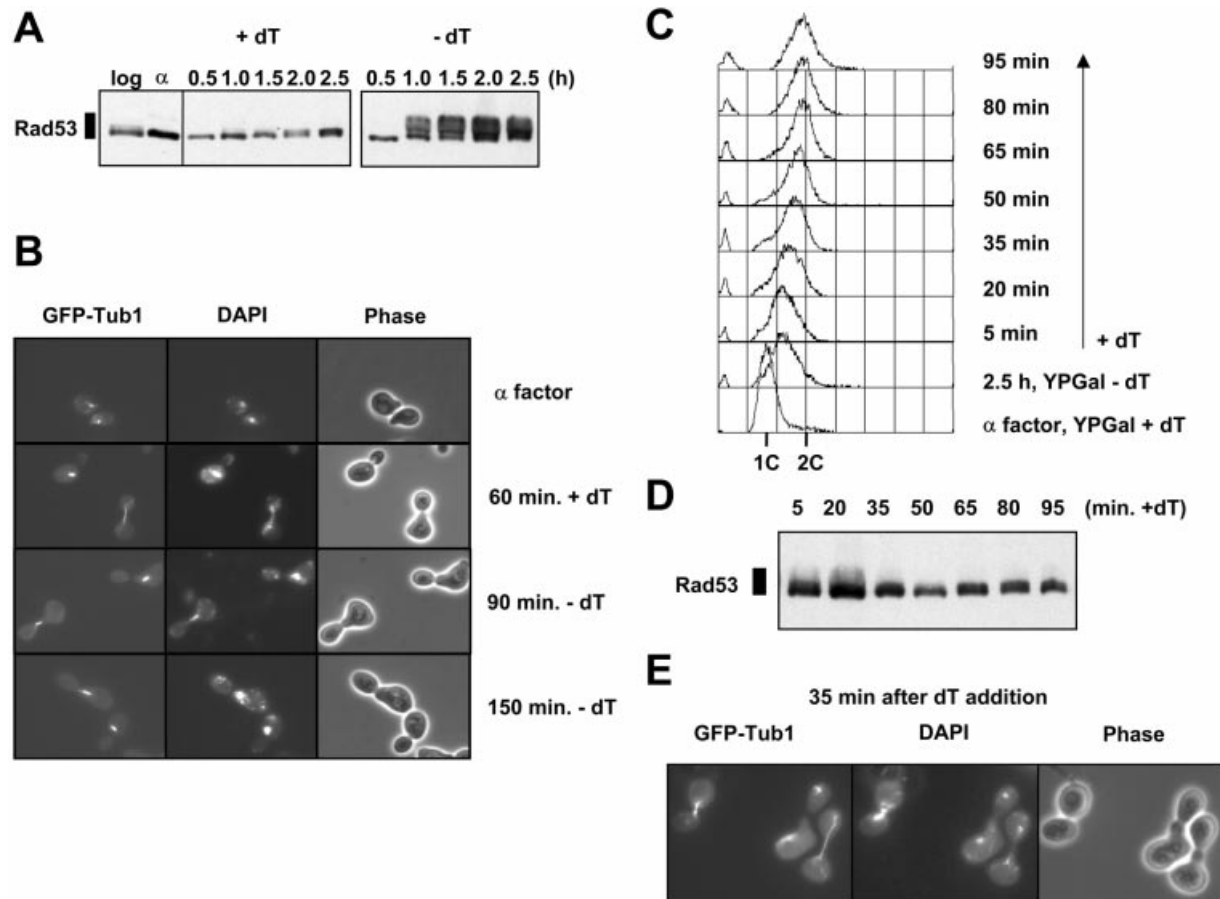 A
+ dT
- dT
log α 0.5 1.0 1.5 2.0 2.5 0.5 1.0 1.5 2.0 2.5 (h)
Rad53
B
GFP-Tub1 DAPI Phase
α factor
60 min. + dT
90 min. - dT
150 min. - dT
C
95 min
80 min
65 min
50 min
35 min
20 min
5 min
+ dT
2.5 h, YPGal - dT
α factor, YPGal + dT
1C 2C
D
5 20 35 50 65 80 95 (min. +dT)
Rad53
E
35 min after dT addition
GFP-Tub1 DAPI Phase